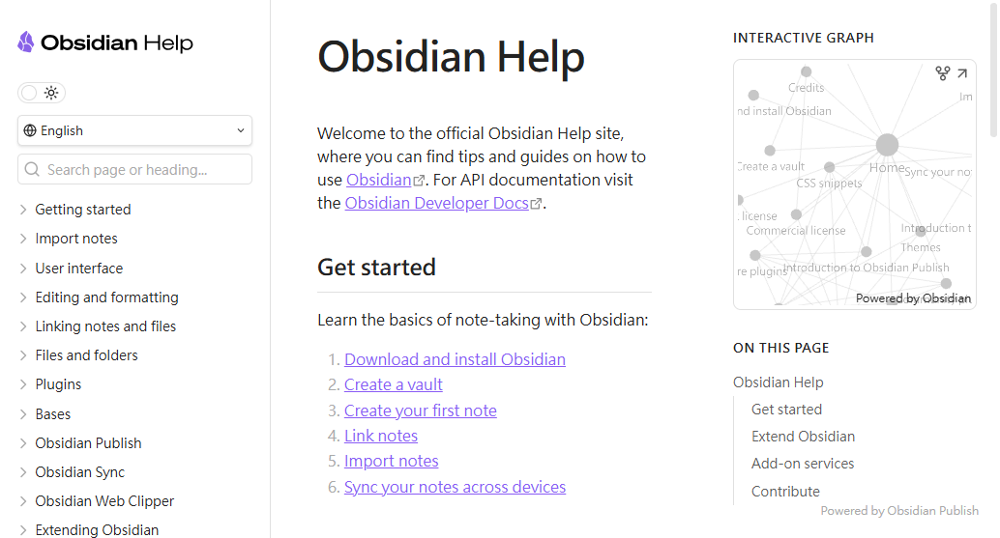 Obsidian Help
English
Search page or heading...
Getting started
Import notes
User interface
Editing and formatting
Linking notes and files
Files and folders
Plugins
Bases
Obsidian Publish
Obsidian Sync
Obsidian Web Clipper
Extending Obsidian
Obsidian Help
Welcome to the official Obsidian Help site,
where you can find tips and guides on how to
use Obsidian. For API documentation visit
the Obsidian Developer Docs.
Get started
Learn the basics of note-taking with Obsidian:
1. Download and install Obsidian
2. Create a vault
3. Create your first note
4. Link notes
5. Import notes
6. Sync your notes across devices
INTERACTIVE GRAPH
Credits
Im
nd install Obsidian
Create a vault
Home
Sync your no
CSS snippets
license
Commercial license
Introduction t
Themes
re plugins
Introduction to Obsidian Publish
Powered by Obsidian
ON THIS PAGE
Obsidian Help
Get started
Extend Obsidian
Add-on services
Contribute
Powered by Obsidian Publish